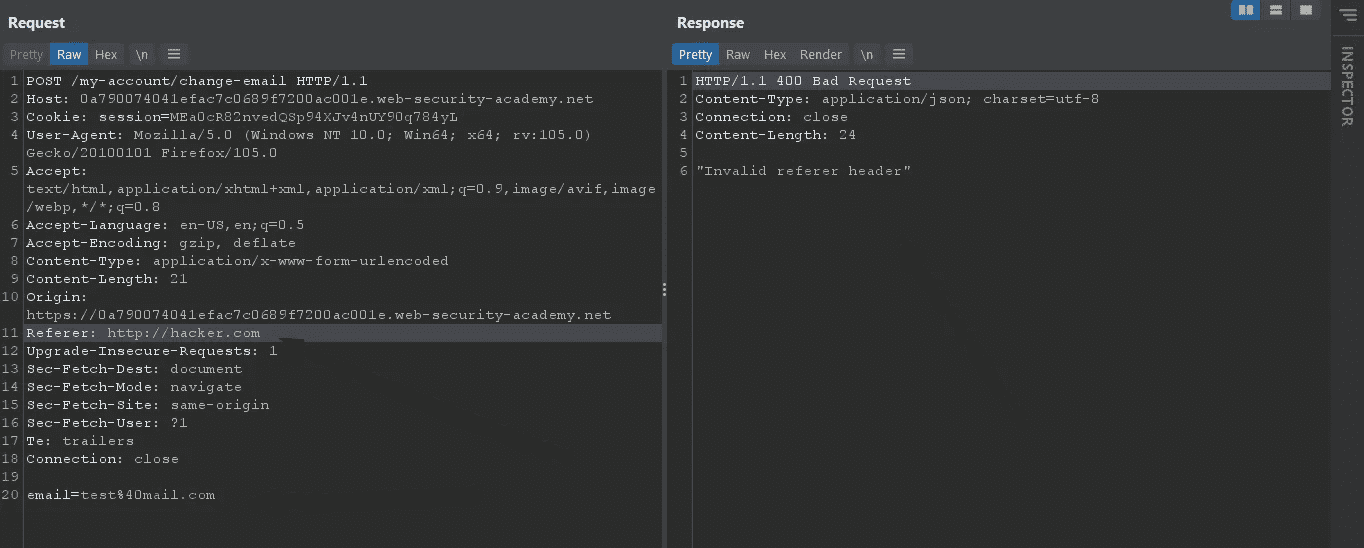 Request
Pretty Raw Hex \n
1 POST /my-account/change-email HTTP/1.1
2 Host: 0a790074041efac7c0689f7200ac001e.web-security-academy.net
3 Cookie: session=MEa0cR82nvedQSp94XJv4nUY90q784yL
4 User-Agent: Mozilla/5.0 (Windows NT 10.0; Win64; x64; rv:105.0)
Gecko/20100101 Firefox/105.0
5 Accept:
text/html,application/xhtml+xml,application/xml;q=0.9,image/avif,image
/webp,*/*;q=0.8
6 Accept-Language: en-US,en;q=0.5
7 Accept-Encoding: gzip, deflate
8 Content-Type: application/x-www-form-urlencoded
9 Content-Length: 21
10 Origin:
https://0a790074041efac7c0689f7200ac001e.web-security-academy.net
11 Referer: http://hacker.com
12 Upgrade-Insecure-Requests: 1
13 Sec-Fetch-Dest: document
14 Sec-Fetch-Mode: navigate
15 Sec-Fetch-Site: same-origin
16 Sec-Fetch-User: ?1
17 Te: trailers
18 Connection: close
19
20 email=test%40mail.com
Response
Pretty Raw Hex Render \n
1 HTTP/1.1 400 Bad Request
2 Content-Type: application/json; charset=utf-8
3 Connection: close
4 Content-Length: 24
5
6 "Invalid referer header"
INSPECTOR